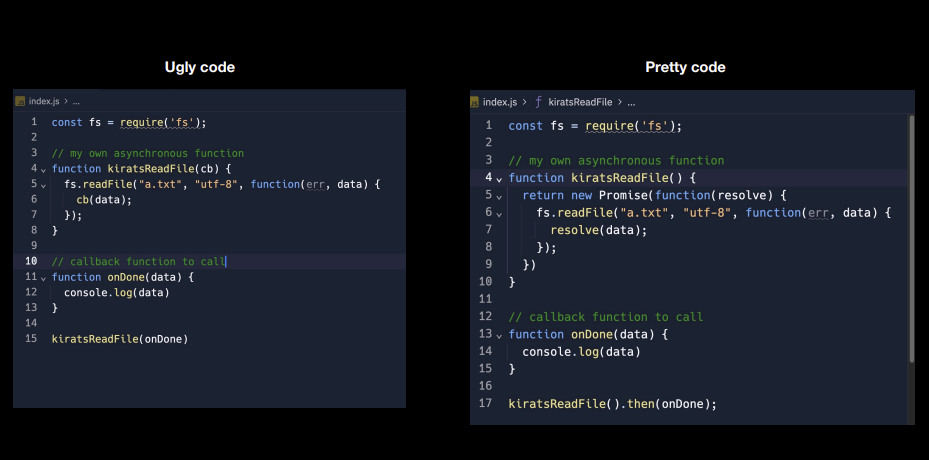 Ugly code
index.js > ...
1 const fs = require('fs');
2
3 // my own asynchronous function
4 function kiratsReadFile(cb) {
5 fs.readFile("a.txt", "utf-8", function(err, data) {
6 cb(data);
7 });
8 }
9
10 // callback function to call
11 function onDone(data) {
12 console.log(data)
13 }
14
15 kiratsReadFile(onDone)
Pretty code
index.js > kiratsReadFile > ...
1 const fs = require('fs');
2
3 // my own asynchronous function
4 function kiratsReadFile() {
5 return new Promise(function(resolve) {
6 fs.readFile("a.txt", "utf-8", function(err, data) {
7 resolve(data);
8 });
9 })
10 }
11
12 // callback function to call
13 function onDone(data) {
14 console.log(data)
15 }
16
17 kiratsReadFile().then(onDone);